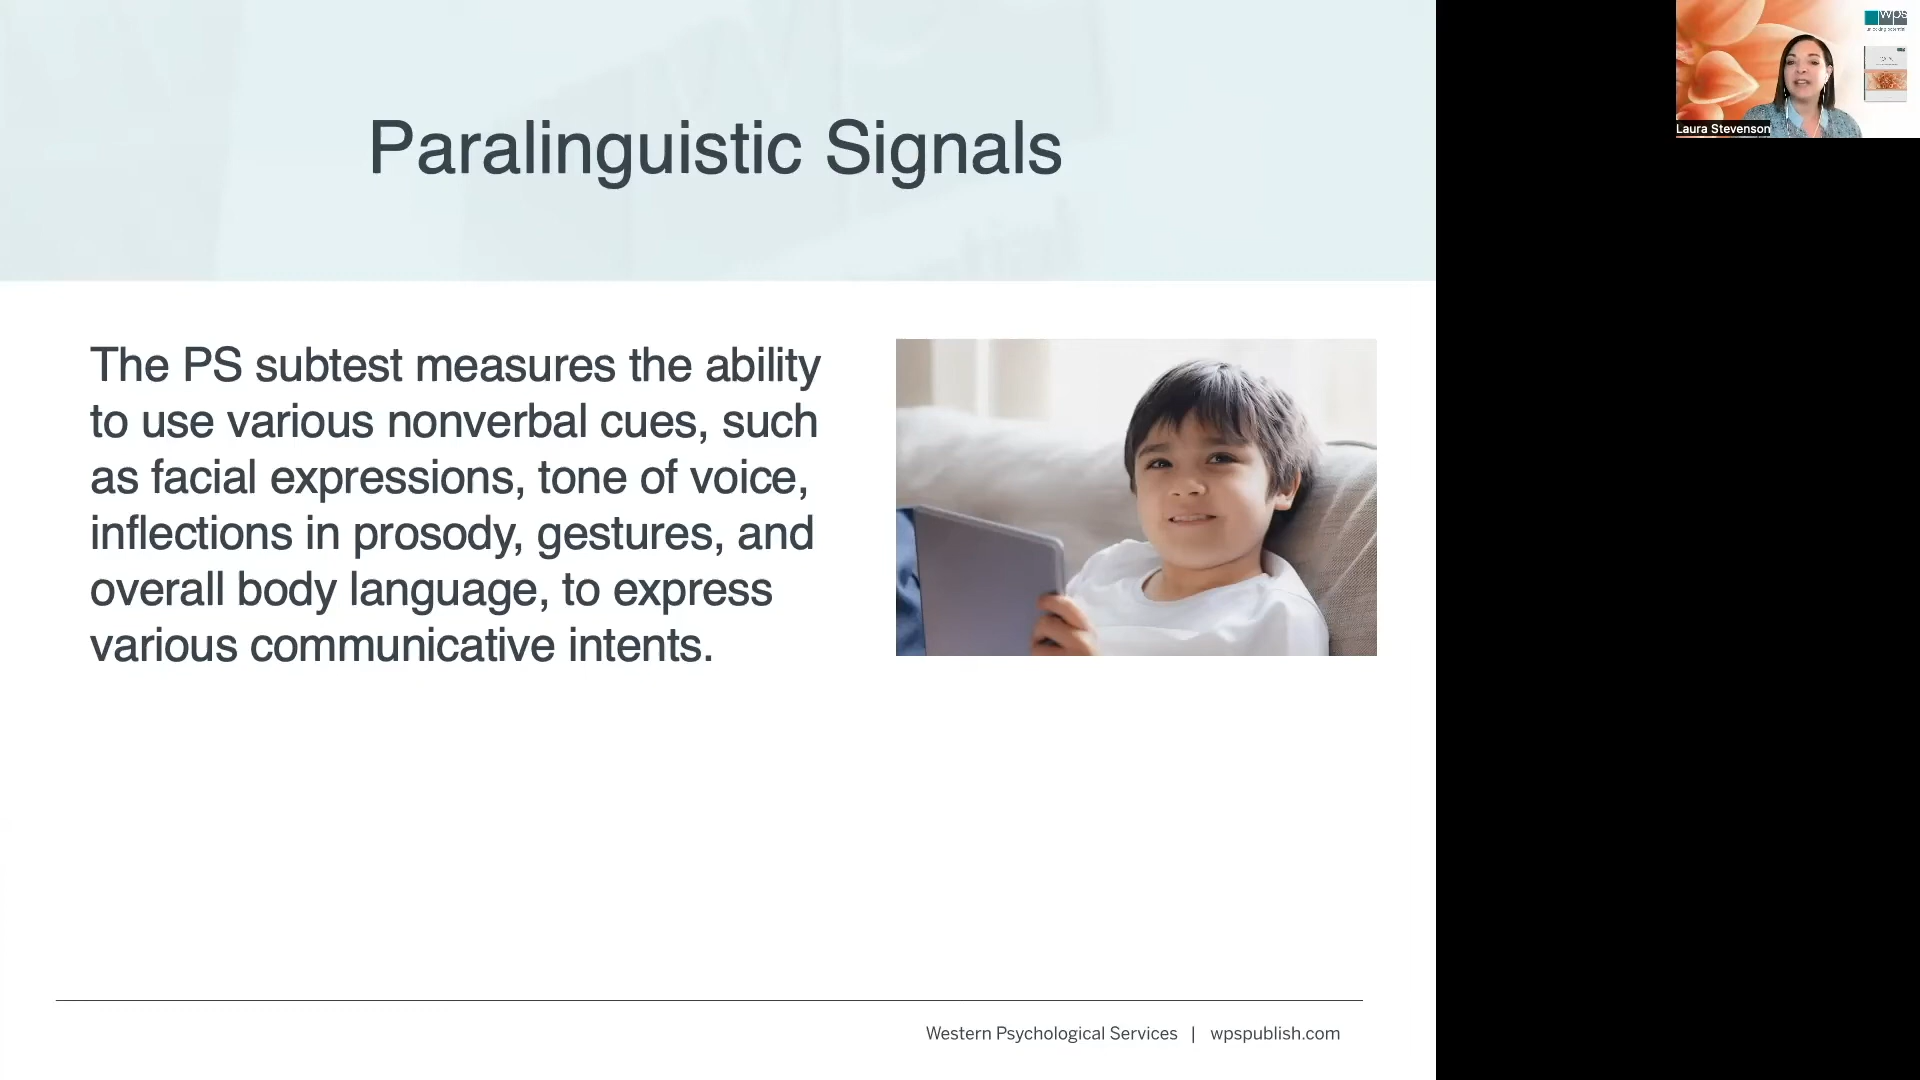 Paralinguistic Signals
The PS subtest measures the ability
to use various nonverbal cues, such
as facial expressions, tone of voice,
inflections in prosody, gestures, and
overall body language, to express
various communicative intents.
Western Psychological Services | wpspublish.com
wps
Laura Stevenson